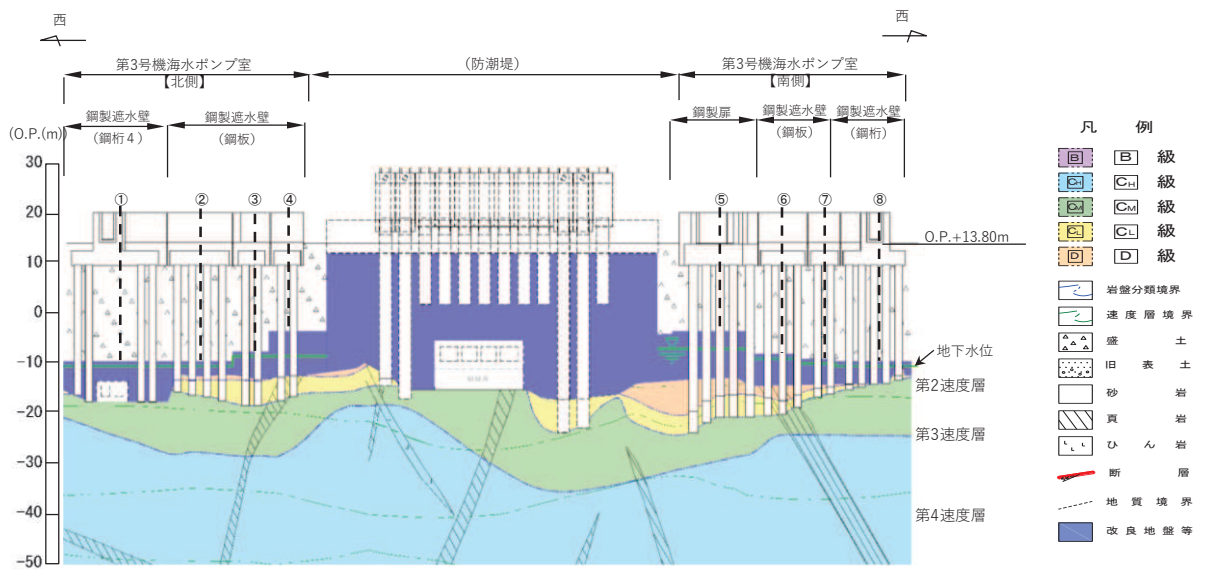 西
西
第3号機海水ポンプ室
【北側】
(防潮堤)
第3号機海水ポンプ室
【南側】
鋼製遮水壁
(鋼桁4)
鋼製遮水壁
(鋼板)
鋼製扉
鋼製遮水壁
(鋼板)
鋼製遮水壁
(鋼桁)
(O.P.(m))
30
20
10
0
-10
-20
-30
-40
-50
① ② ③ ④ ⑤ ⑥ ⑦ ⑧
O.P.+13.80m
地下水位
第2速度層
第3速度層
第4速度層
凡 例
B B 級
CH CH 級
CM CM 級
CL CL 級
D D 級
岩盤分類境界
速度層境界
盛土
旧表土
砂岩
頁岩
ひん岩
断層
地質境界
改良地盤等